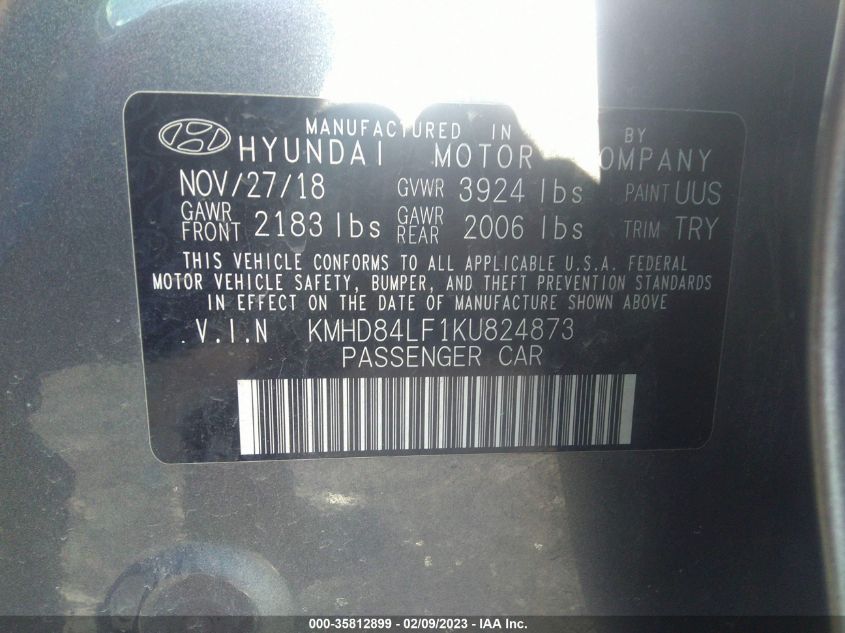 MANUFACTURED IN BY
HYUNDAI MOTOR OMPANY
NOV/27/18 GVWR 3924 lbs PAINT UUS
GAWR FRONT 2183 lbs GAWR REAR 2006 lbs TRIM TRY
THIS VEHICLE CONFORMS TO ALL APPLICABLE U.S.A. FEDERAL
MOTOR VEHICLE SAFETY, BUMPER, AND THEFT PREVENTION STANDARDS
IN EFFECT ON THE DATE OF MANUFACTURE SHOWN ABOVE
.V.I.N KMHD84LF1KU824873
PASSENGER CAR
000-35812899 - 02/09/2023 - IAA Inc.